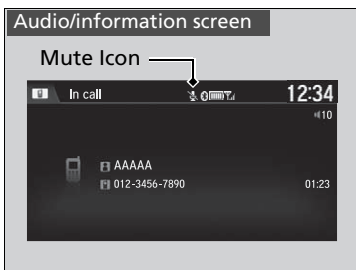 Audio/information screen
Mute Icon
In call 12:34
10
AAAAA
012-3456-7890 01:23